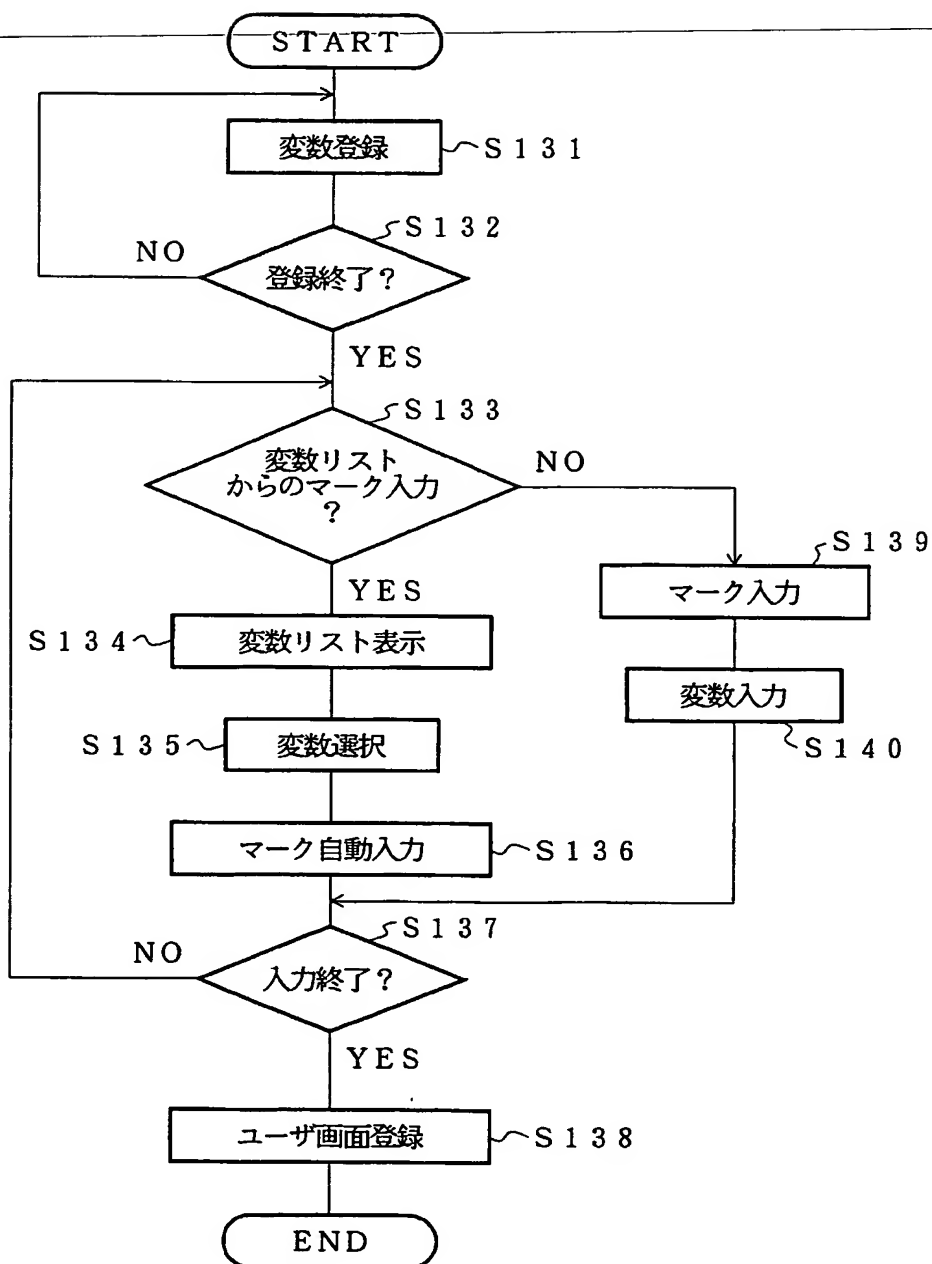 START
変数登録
S131
S132
NO
登録終了?
YES
S133
変数リスト
からのマーク入力
?
NO
S139
マーク入力
YES
S134
変数リスト表示
変数入力
S140
S135
変数選択
マーク自動入力
S136
S137
NO
入力終了?
YES
ユーザ画面登録
S138
END